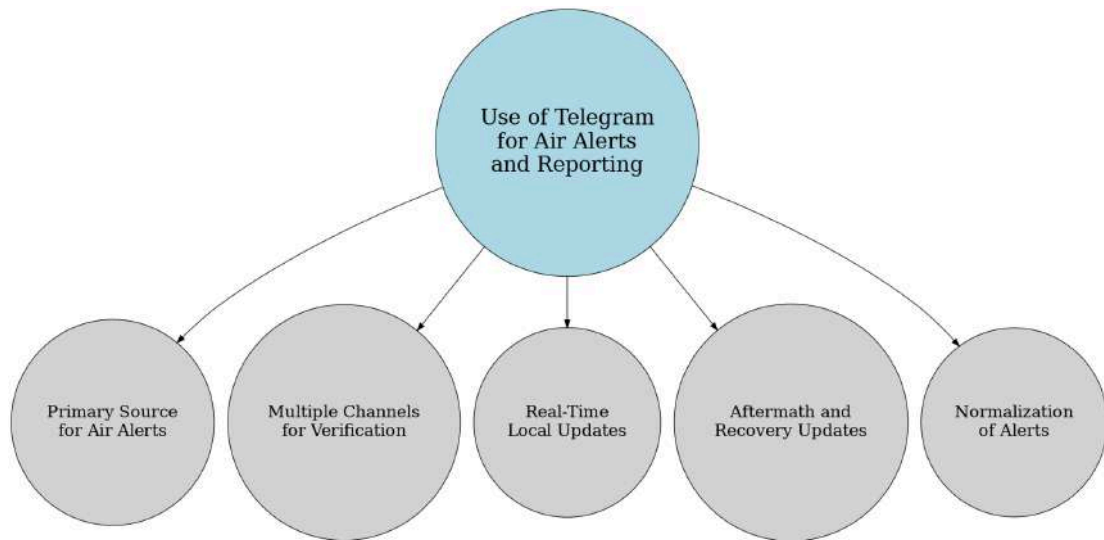 Use of Telegram
for Air Alerts
and Reporting
Primary Source
for Air Alerts
Multiple Channels
for Verification
Real-Time
Local Updates
Aftermath and
Recovery Updates
Normalization
of Alerts